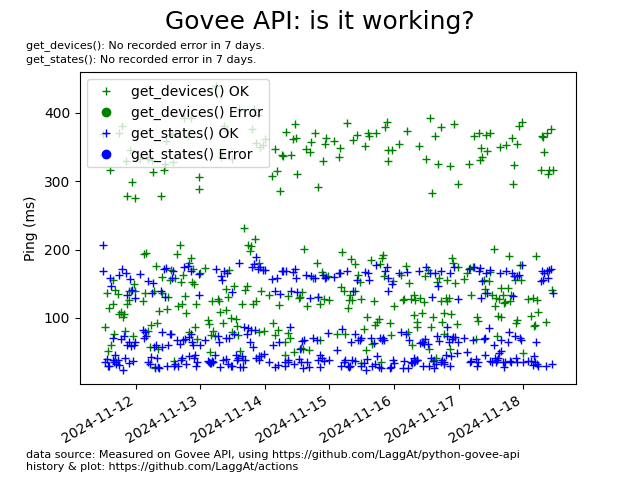 Govee API: is it working?
get_devices(): No recorded error in 7 days.
get_states(): No recorded error in 7 days.
get_devices() OK
get_devices() Error
get_states() OK
get_states() Error
Ping (ms)
400
300
200
100
2024-11-12
2024-11-13
2024-11-14
2024-11-15
2024-11-16
2024-11-17
2024-11-18
data source: Measured on Govee API, using https://github.com/LaggAt/python-govee-api
history & plot: https://github.com/LaggAt/actions